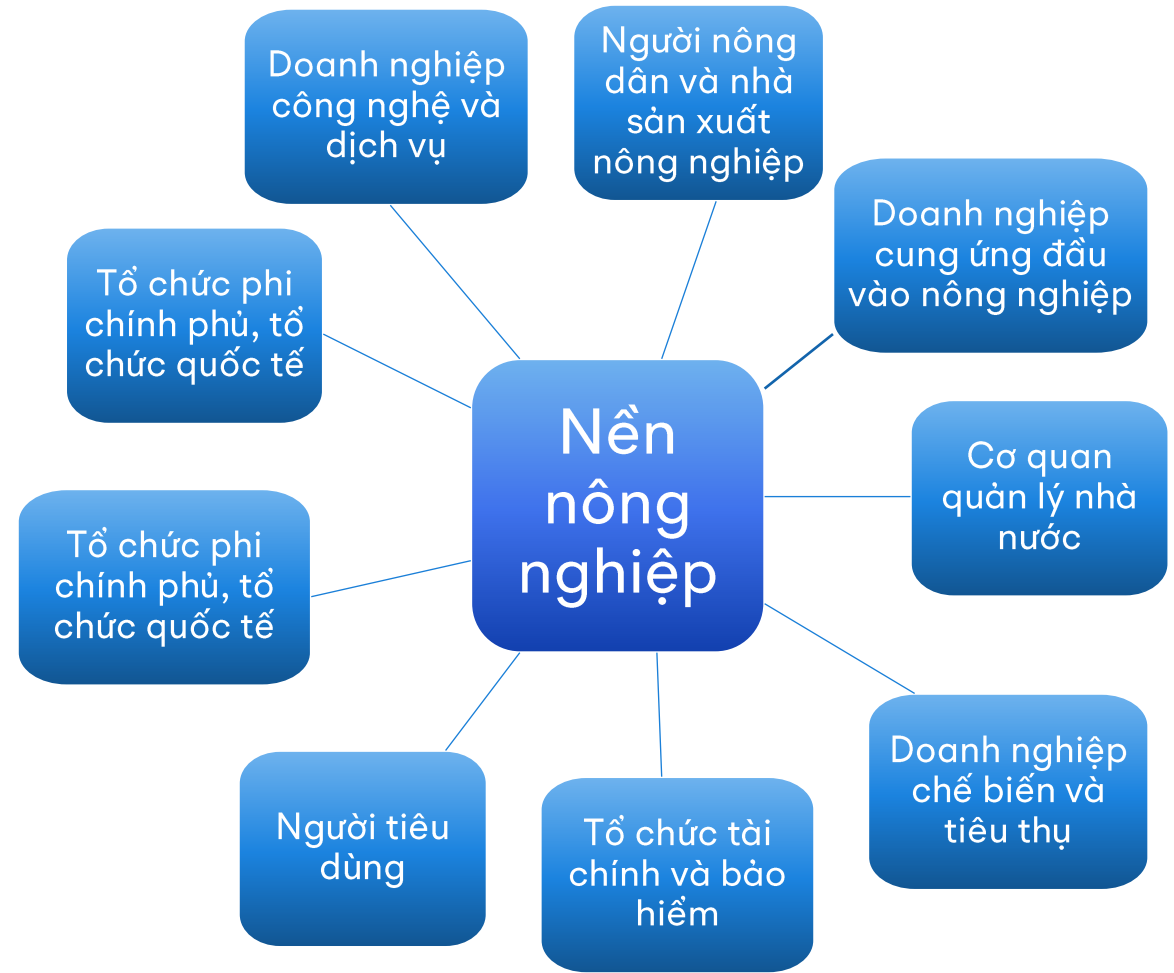 Doanh nghiệp
công nghệ và
dịch vụ
Người nông
dân và nhà
sản xuất
nông nghiệp
Doanh nghiệp
cung ứng đầu
vào nông nghiệp
Tổ chức phi
chính phủ, tổ
chức quốc tế
Nền
nông
nghiệp
Cơ quan
quản lý nhà
nước
Tổ chức phi
chính phủ, tổ
chức quốc tế
Doanh nghiệp
chế biến và
tiêu thụ
Người tiêu
dùng
Tổ chức tài
chính và bảo
hiểm